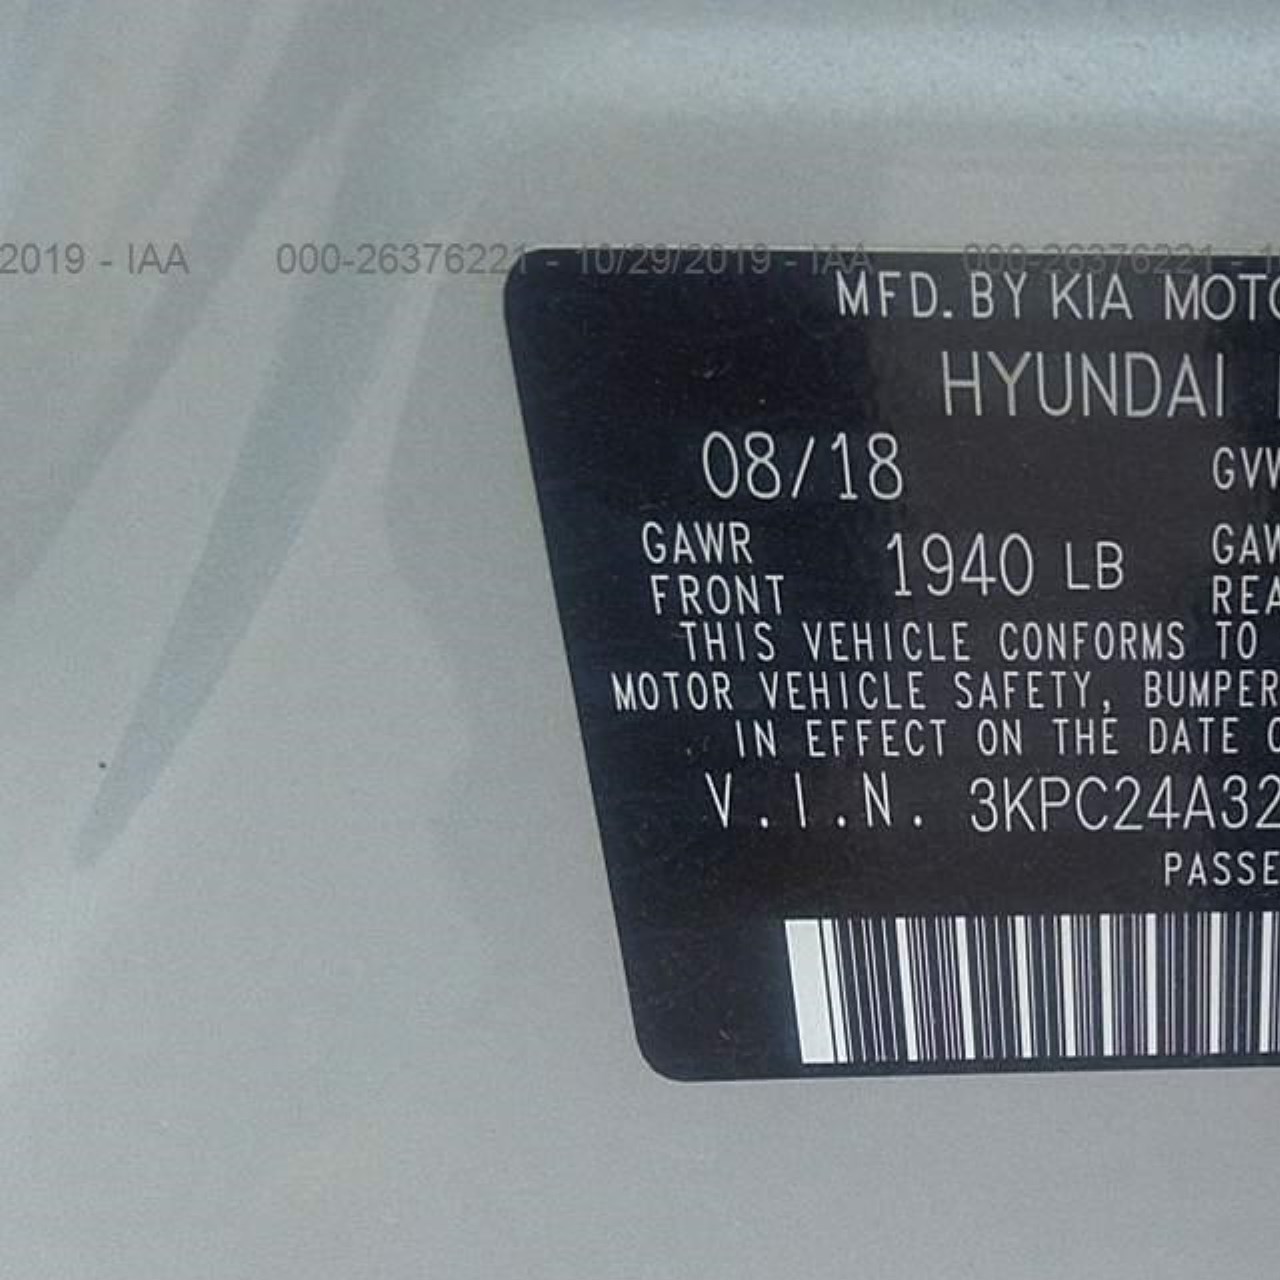 2019 - IAA 000-26376221 - 10/29/2019 - IAA 000-26376221 - 1
MFD. BY KIA MOTO
HYUNDAI
08/18 GVW
GAWR FRONT 1940 LB GAW REA
THIS VEHICLE CONFORMS TO
MOTOR VEHICLE SAFETY, BUMPER
IN EFFECT ON THE DATE O
V.I.N. 3KPC24A32
PASSE